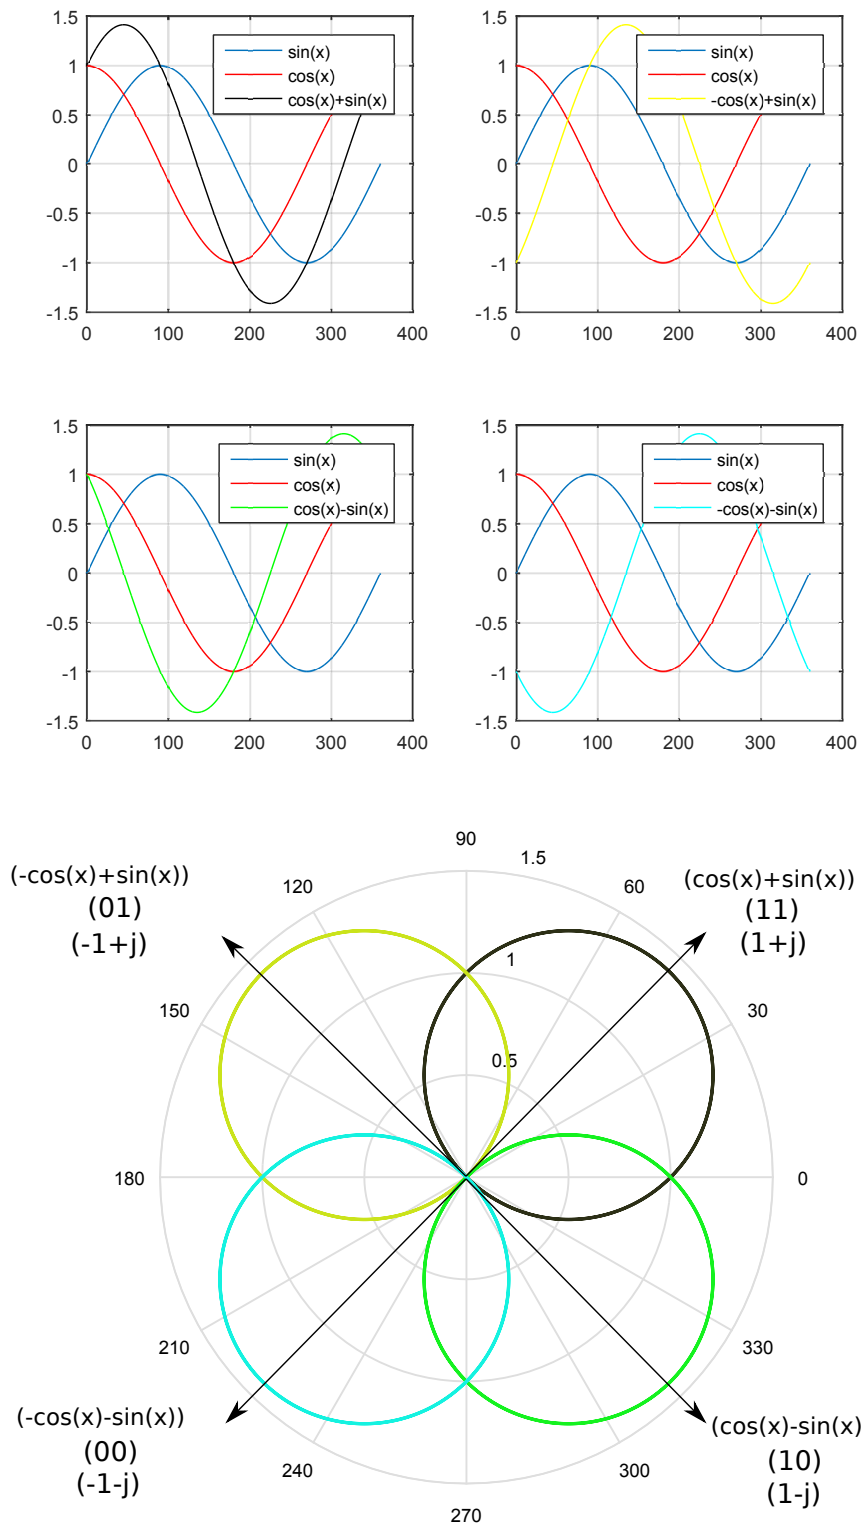 1.5
1
0.5
0
-0.5
-1
-1.5
0 100 200 300 400
sin(x)
cos(x)
cos(x)+sin(x)
1.5
1
0.5
0
-0.5
-1
-1.5
0 100 200 300 400
sin(x)
cos(x)
-cos(x)+sin(x)
1.5
1
0.5
0
-0.5
-1
-1.5
0 100 200 300 400
sin(x)
cos(x)
cos(x)-sin(x)
1.5
1
0.5
0
-0.5
-1
-1.5
0 100 200 300 400
sin(x)
cos(x)
-cos(x)-sin(x)
(-cos(x)+sin(x))
(01)
(-1+j)
(cos(x)+sin(x))
(11)
(1+j)
90
120
1.5
60
1
150
30
0.5
180
0
210
330
240
300
270
(-cos(x)-sin(x))
(00)
(-1-j)
(cos(x)-sin(x)
(10)
(1-j)